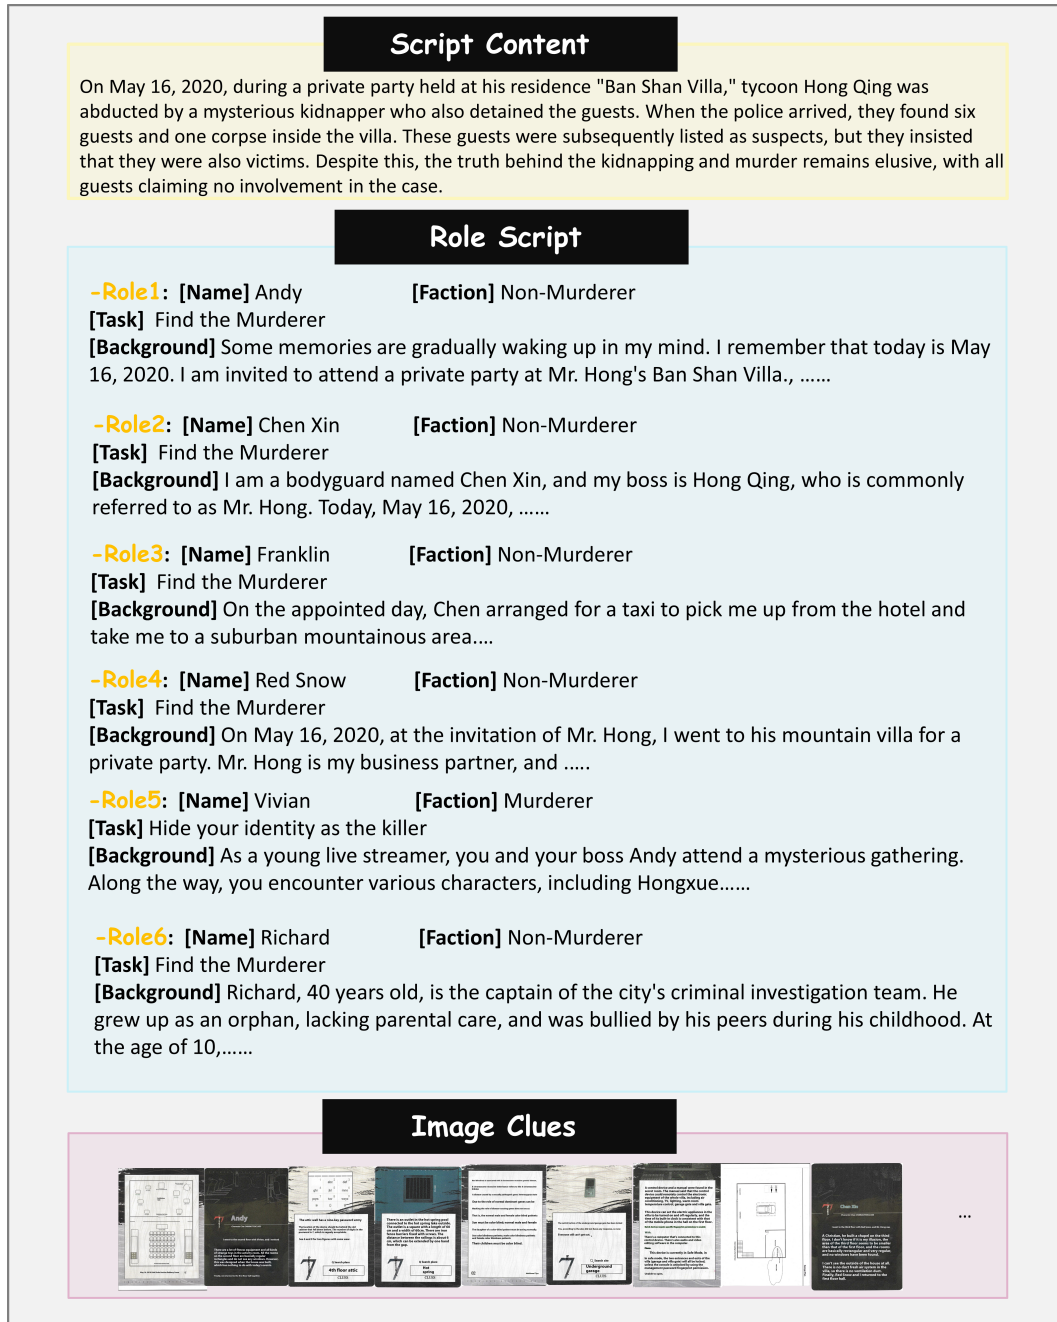 Script Content
On May 16, 2020, during a private party held at his residence "Ban Shan Villa," tycoon Hong Qing was
abducted by a mysterious kidnapper who also detained the guests. When the police arrived, they found six
guests and one corpse inside the villa. These guests were subsequently listed as suspects, but they insisted
that they were also victims. Despite this, the truth behind the kidnapping and murder remains elusive, with all
guests claiming no involvement in the case.
Role Script
-Role1: [Name] Andy [Faction] Non-Murderer
[Task] Find the Murderer
[Background] Some memories are gradually waking up in my mind. I remember that today is May
16, 2020. I am invited to attend a private party at Mr. Hong's Ban Shan Villa., ……
-Role2: [Name] Chen Xin [Faction] Non-Murderer
[Task] Find the Murderer
[Background] I am a bodyguard named Chen Xin, and my boss is Hong Qing, who is commonly
referred to as Mr. Hong. Today, May 16, 2020, ……
-Role3: [Name] Franklin [Faction] Non-Murderer
[Task] Find the Murderer
[Background] On the appointed day, Chen arranged for a taxi to pick me up from the hotel and
take me to a suburban mountainous area.…
-Role4: [Name] Red Snow [Faction] Non-Murderer
[Task] Find the Murderer
[Background] On May 16, 2020, at the invitation of Mr. Hong, I went to his mountain villa for a
private party. Mr. Hong is my business partner, and …..
-Role5: [Name] Vivian [Faction] Murderer
[Task] Hide your identity as the killer
[Background] As a young live streamer, you and your boss Andy attend a mysterious gathering.
Along the way, you encounter various characters, including Hongxue……
-Role6: [Name] Richard [Faction] Non-Murderer
[Task] Find the Murderer
[Background] Richard, 40 years old, is the captain of the city's criminal investigation team. He
grew up as an orphan, lacking parental care, and was bullied by his peers during his childhood. At
the age of 10,……
Image Clues
Andy
4th floor attic
Hot
spring
Underground
garage
Chen Xin
...